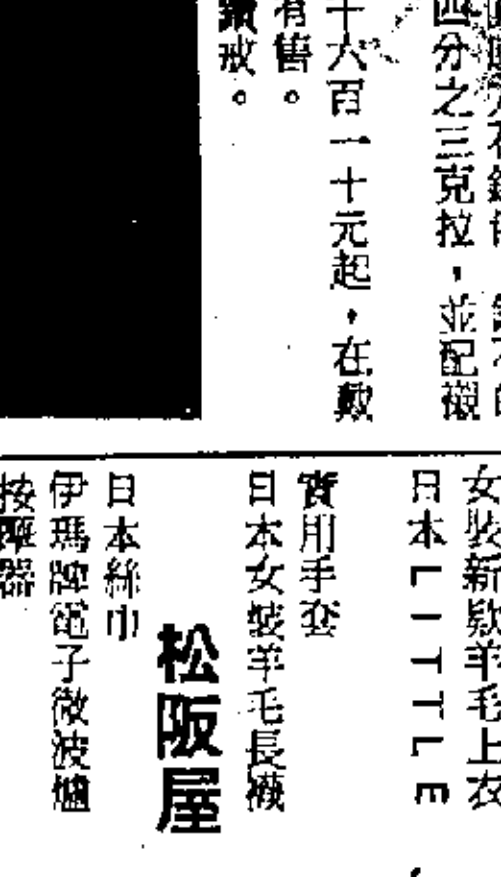 四分之三克拉，並配襯
十六百一十元起，在戴
有售。
鑽戒。
女裝新欵羊毛上衣
日本LITTLE
實用手套
日本女裝羊毛長襪
松阪屋
日本絲巾
伊瑪牌電子微波爐
按摩器